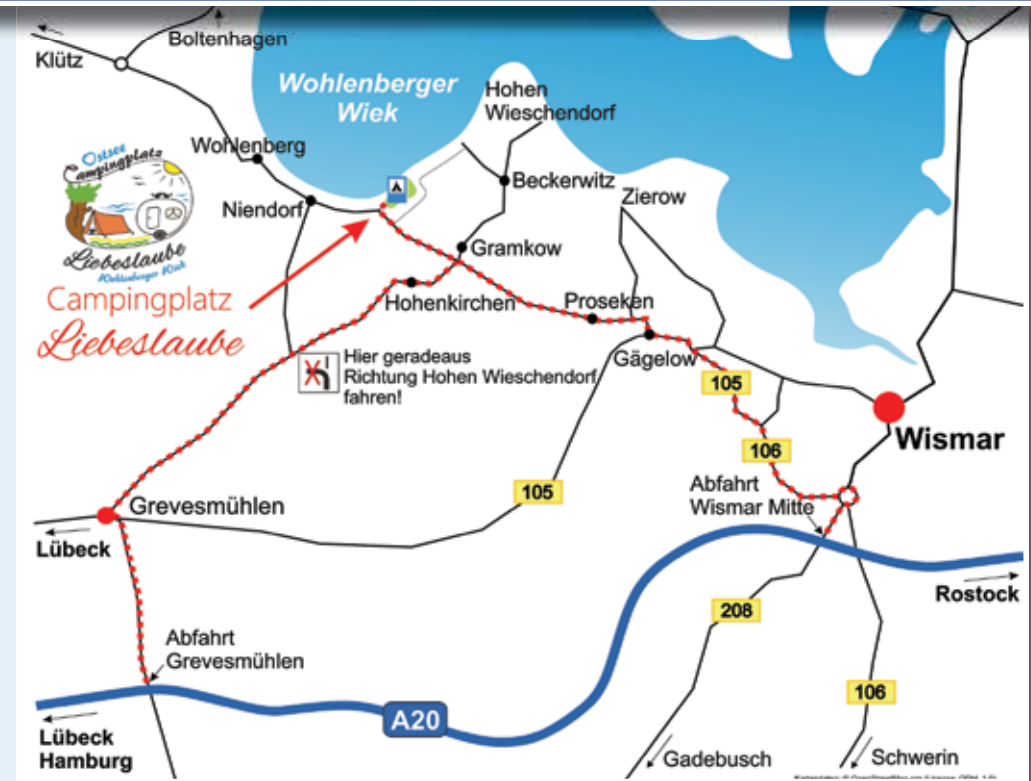 Boltenhagen
Klütz
Wohlenberger
Wiek
Hohen
Wieschendorf
Wohlenberg
Ostsee
Campingplatz
Liebeslaube
Wohlenberger Wiek
Beckerwitz
Zierow
Niendorf
Gramkow
Campingplatz
Liebeslaube
Hohenkirchen
Proseken
Gägelow
Hier geradeaus
Richtung Hohen Wieschendorf
fahren!
105
Wismar
106
Abfahrt
Wismar Mitte
105
Grevesmühlen
Lübeck
Rostock
208
Abfahrt
Grevesmühlen
106
A20
Lübeck
Hamburg
Gadebusch
Schwerin